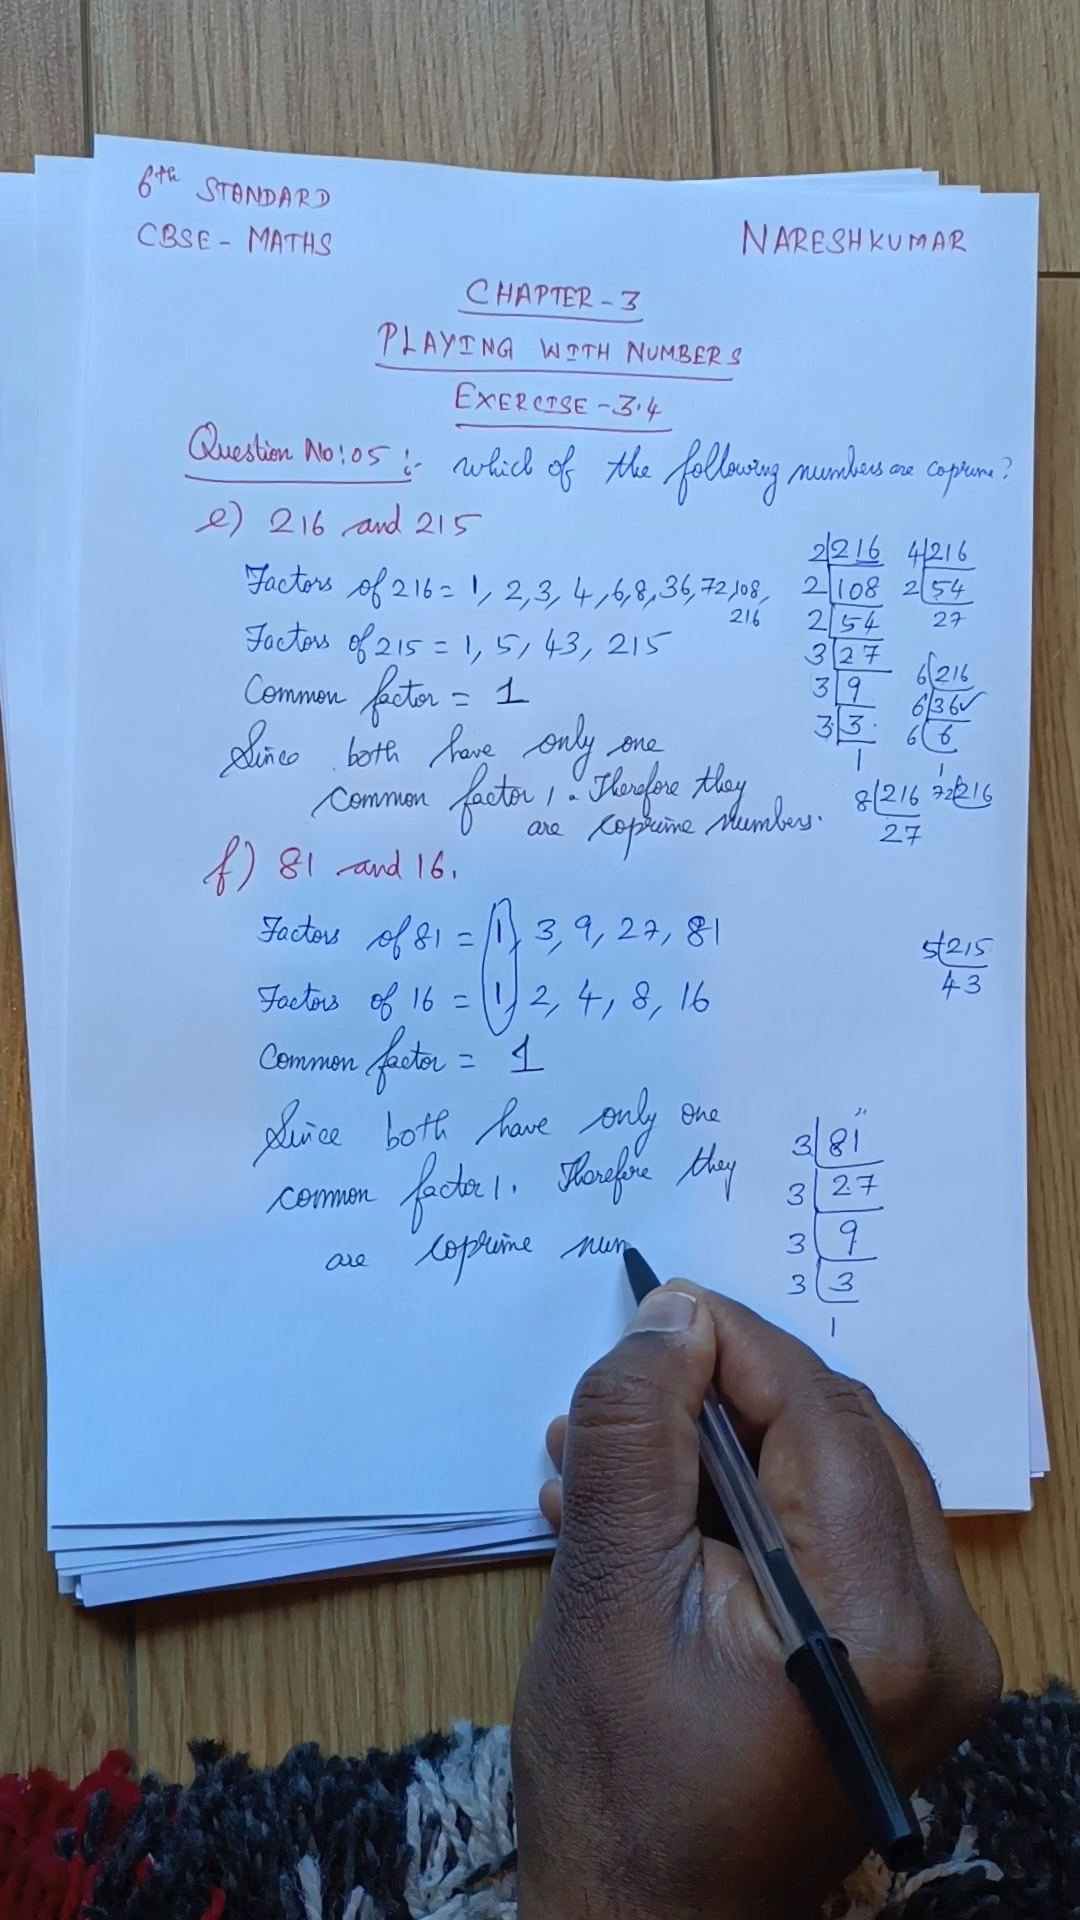 6th STANDARD
CBSE - MATHS
NARESHKUMAR
CHAPTER - 3
PLAYING WITH NUMBERS
EXERCISE - 3.4
Question No:05 :- which of the following numbers are coprime?
e) 216 and 215
Factors of 216 = 1, 2, 3, 4, 6, 8, 36, 72, 108,
216
Factors of 215 = 1, 5, 43, 215
Common factor = 1
Since both have only one
common factor 1. Therefore they
are coprime numbers.
2 216
2 108
2 54
3 27
3 9
3 3
1
4 216
2 54
27
6 216
6 36 ✓
6 6
1
8 216
27
72 216
f) 81 and 16.
Factors of 81 = 1, 3, 9, 27, 81
Factors of 16 = 1, 2, 4, 8, 16
Common factor = 1
Since both have only one
common factor 1. Therefore they
are coprime num
5 215
43
3 81
3 27
3 9
3 3
1